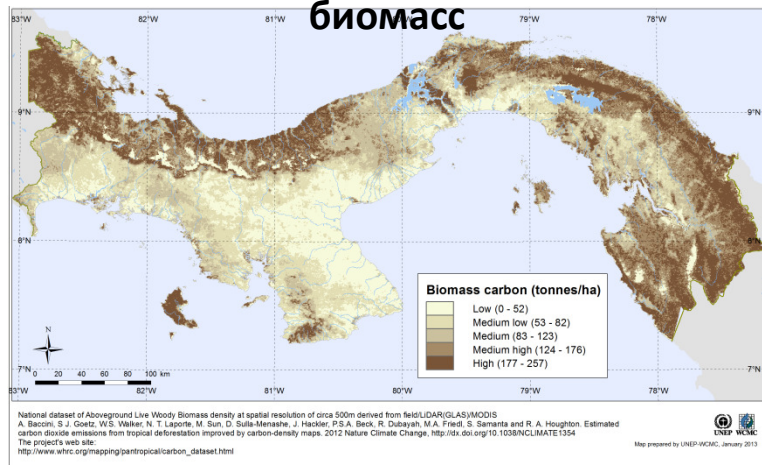 биомасс
83°W
82°W
81°W
80°W
79°W
78°W
9°N
9°N
8°N
8°N
7°N
7°N
Biomass carbon (tonnes/ha)
Low (0 - 52)
Medium low (53 - 82)
Medium (83 - 123)
Medium high (124 - 176)
High (177 - 257)
N
0 20 40 60 80 100 km
83°W
82°W
81°W
80°W
79°W
78°W
National dataset of Aboveground Live Woody Biomass density at spatial resolution of circa 500m derived from field/LiDAR(GLAS)/MODIS
A. Baccini, S J. Goetz, W.S. Walker, N. T. Laporte, M. Sun, D. Sulla-Menashe, J. Hackler, P.S.A. Beck, R. Dubayah, M.A. Friedl, S. Samanta and R. A. Houghton. Estimated
carbon dioxide emissions from tropical deforestation improved by carbon-density maps. 2012 Nature Climate Change, http://dx.doi.org/10.1038/NCLIMATE1354
The project's web site:
http://www.whrc.org/mapping/pantropical/carbon_dataset.html
UNEP WCMC
Map prepared by UNEP-WCMC, January 2013